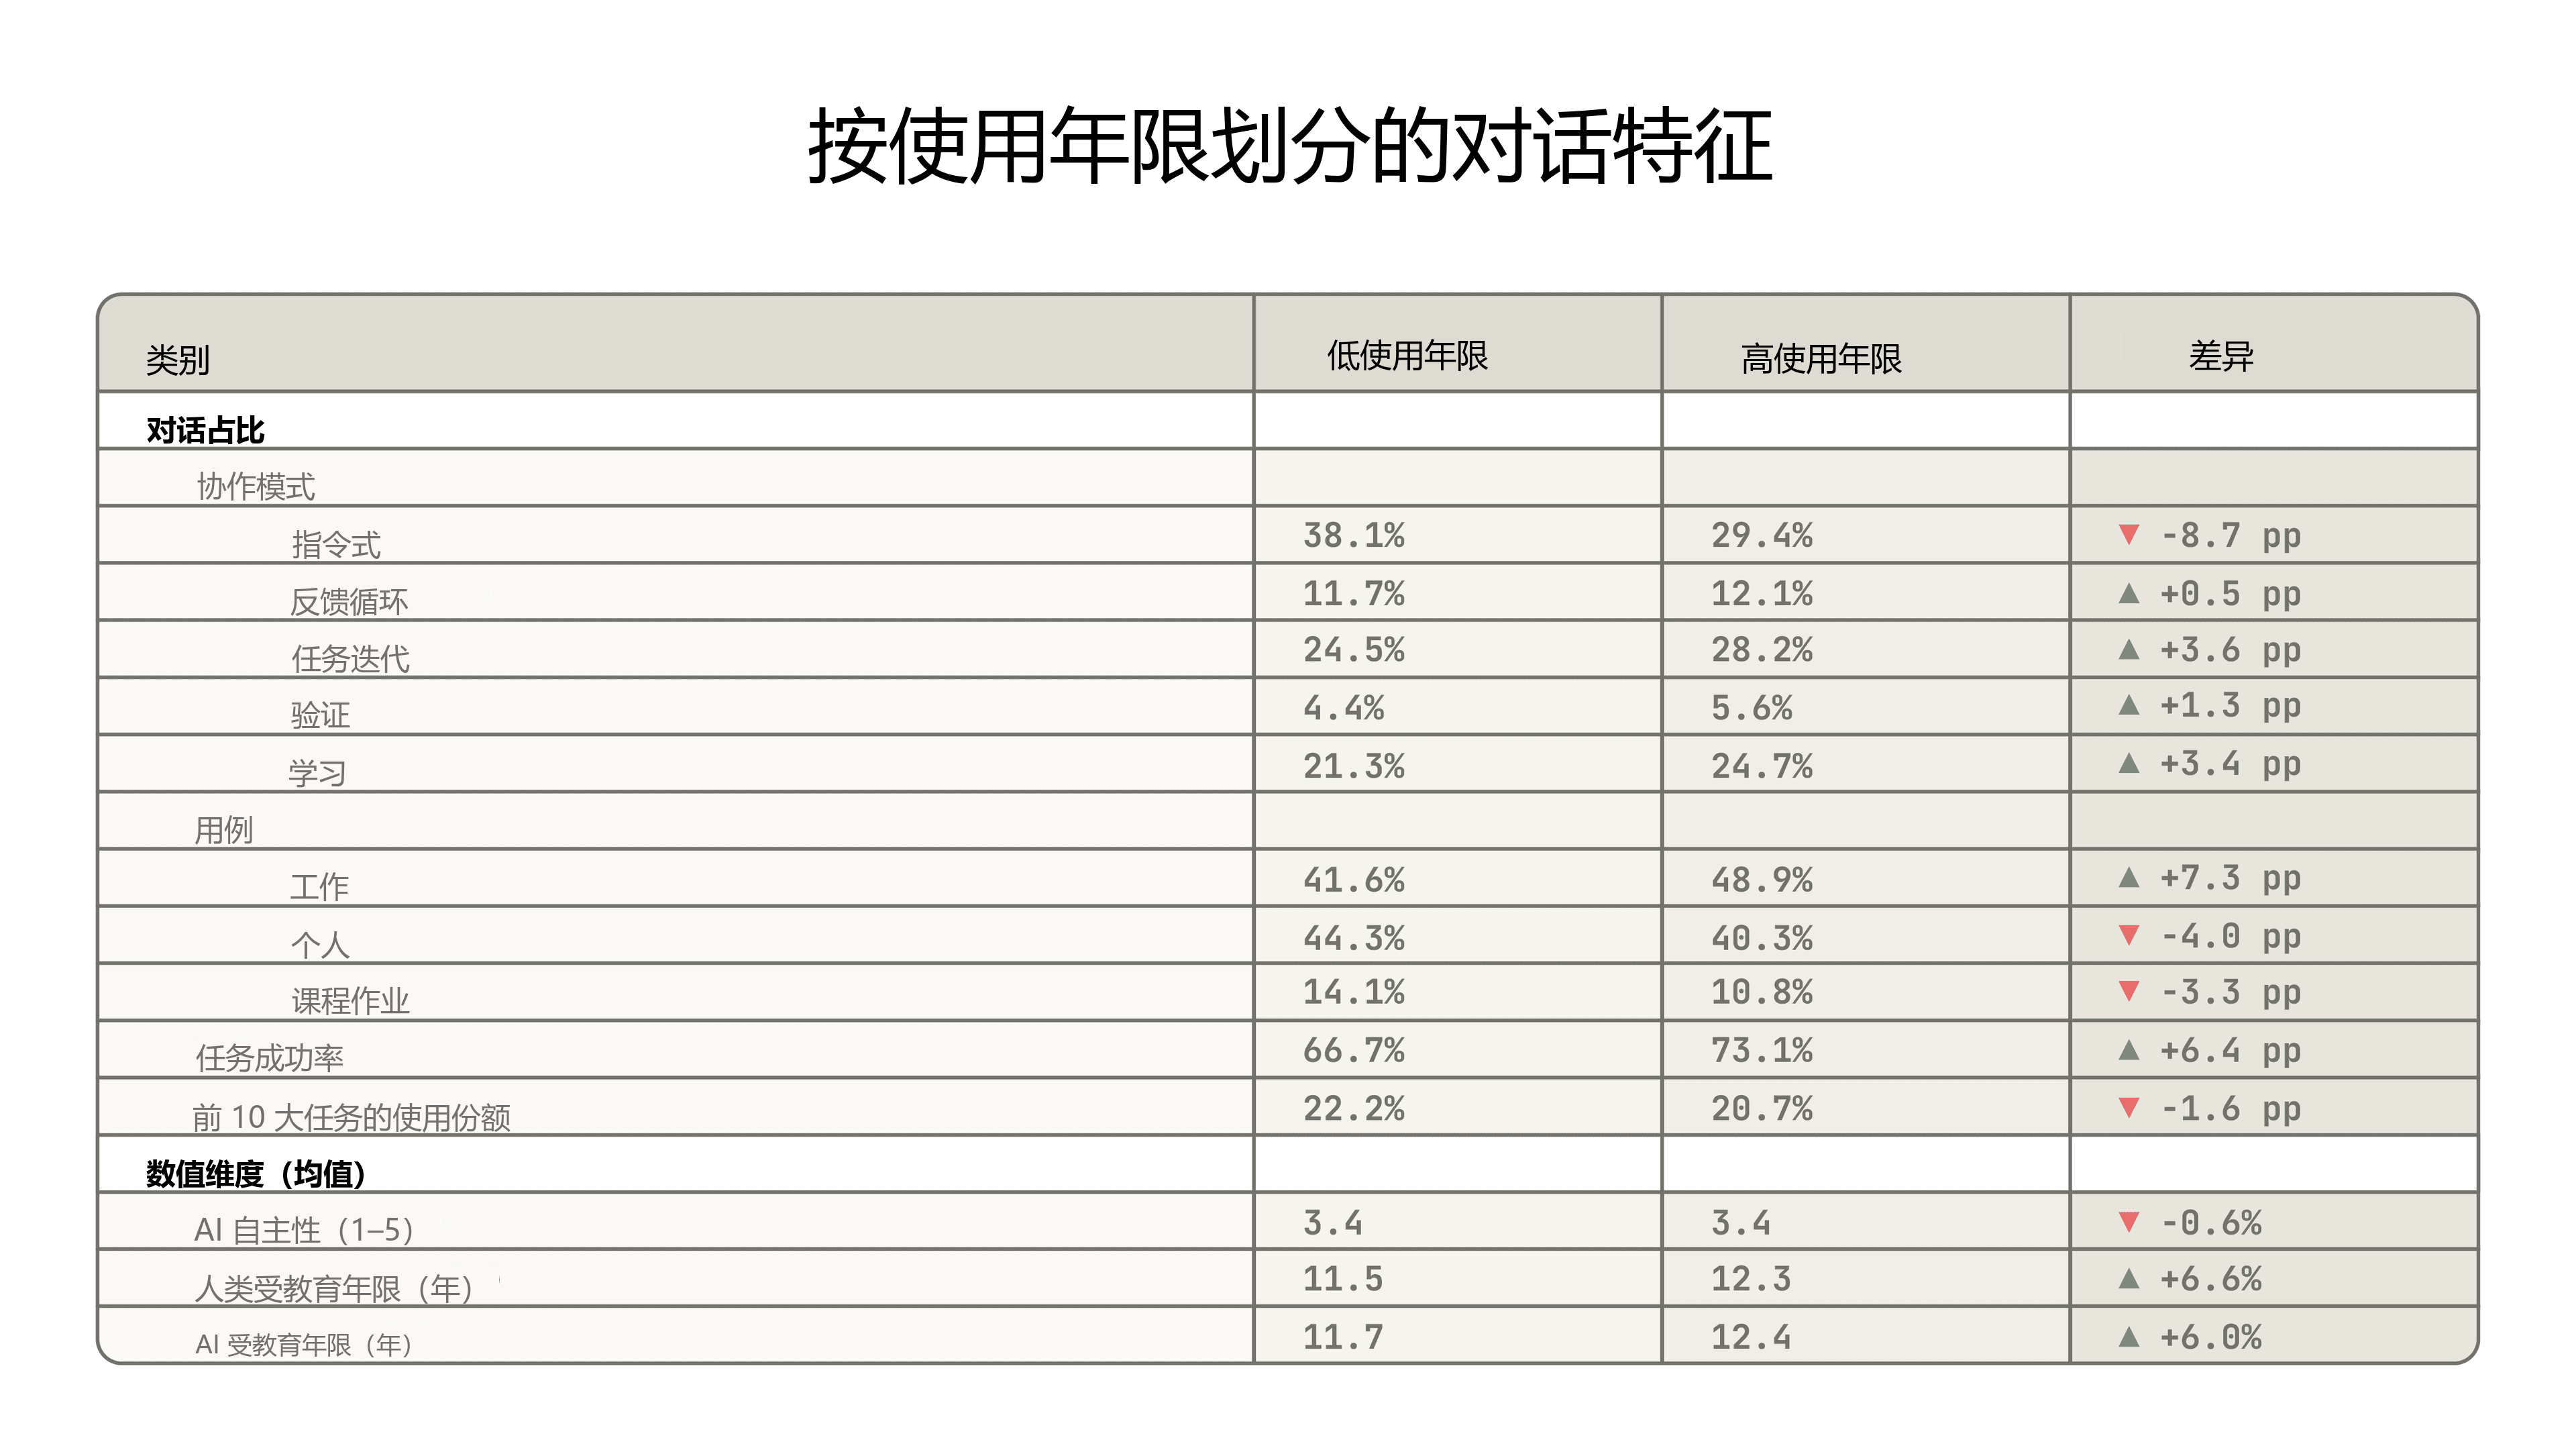 按使用年限划分的对话特征
类别 低使用年限 高使用年限 差异
对话占比
协作模式
指令式 38.1% 29.4% ▼ -8.7 pp
反馈循环 11.7% 12.1% ▲ +0.5 pp
任务迭代 24.5% 28.2% ▲ +3.6 pp
验证 4.4% 5.6% ▲ +1.3 pp
学习 21.3% 24.7% ▲ +3.4 pp
用例
工作 41.6% 48.9% ▲ +7.3 pp
个人 44.3% 40.3% ▼ -4.0 pp
课程作业 14.1% 10.8% ▼ -3.3 pp
任务成功率 66.7% 73.1% ▲ +6.4 pp
前 10 大任务的使用份额 22.2% 20.7% ▼ -1.6 pp
数值维度（均值）
AI 自主性（1–5） 3.4 3.4 ▼ -0.6%
人类受教育年限（年） 11.5 12.3 ▲ +6.6%
AI 受教育年限（年） 11.7 12.4 ▲ +6.0%